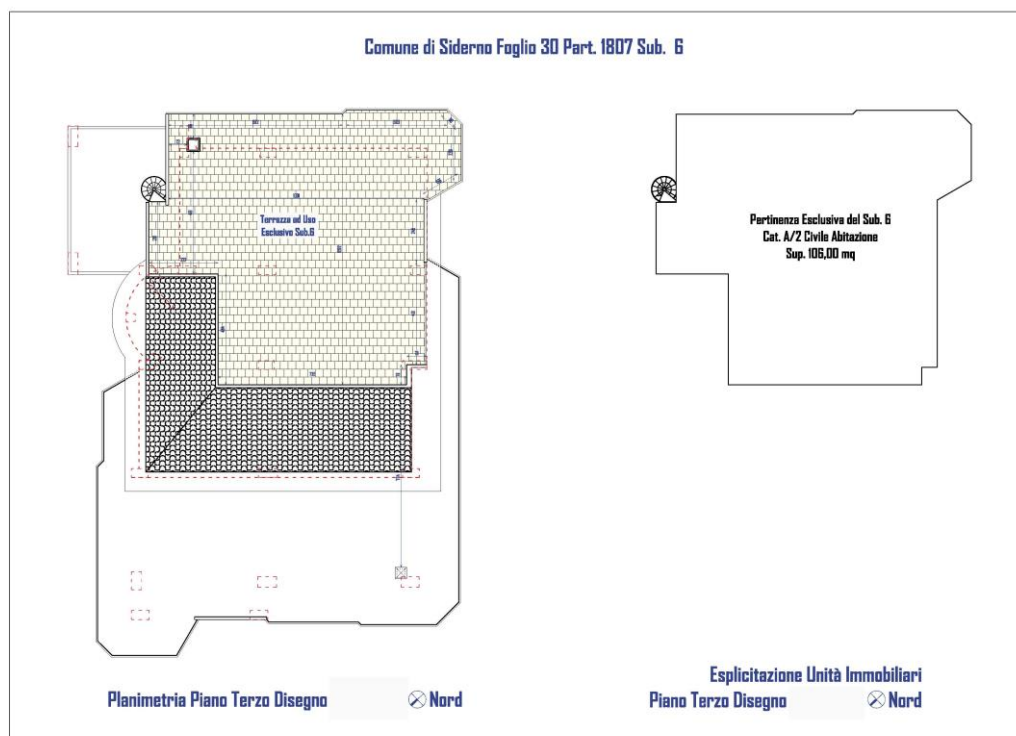 Comune di Siderno Foglio 30 Part. 1807 Sub. 6
Terrazza ad Uso
Esclusivo Sub.6
Pertinenza Esclusiva del Sub. 6
Cat. A/2 Civile Abitazione
Sup. 106,00 mq
Planimetria Piano Terzo Disegno
Nord
Esplicitazione Unità Immobiliari
Piano Terzo Disegno
Nord